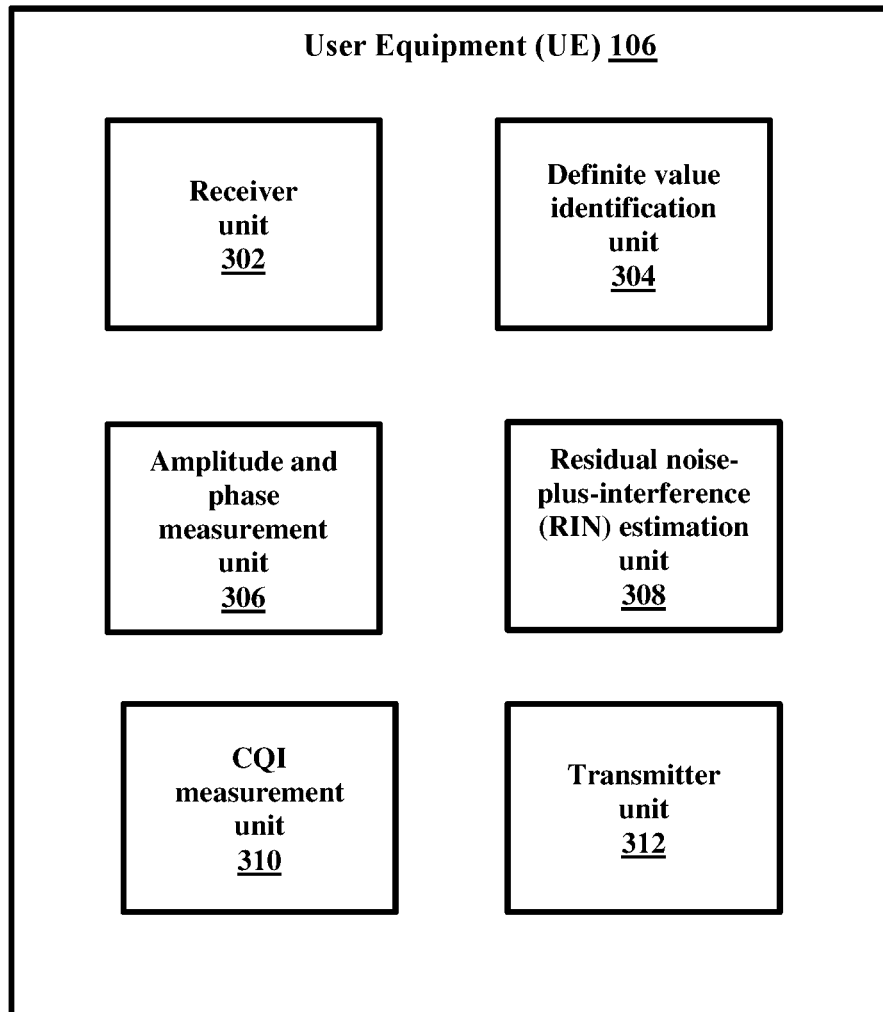 User Equipment (UE) 106
Receiver
unit
302
Definite value
identification
unit
304
Amplitude and
phase
measurement
unit
306
Residual noise-
plus-interference
(RIN) estimation
unit
308
CQI
measurement
unit
310
Transmitter
unit
312